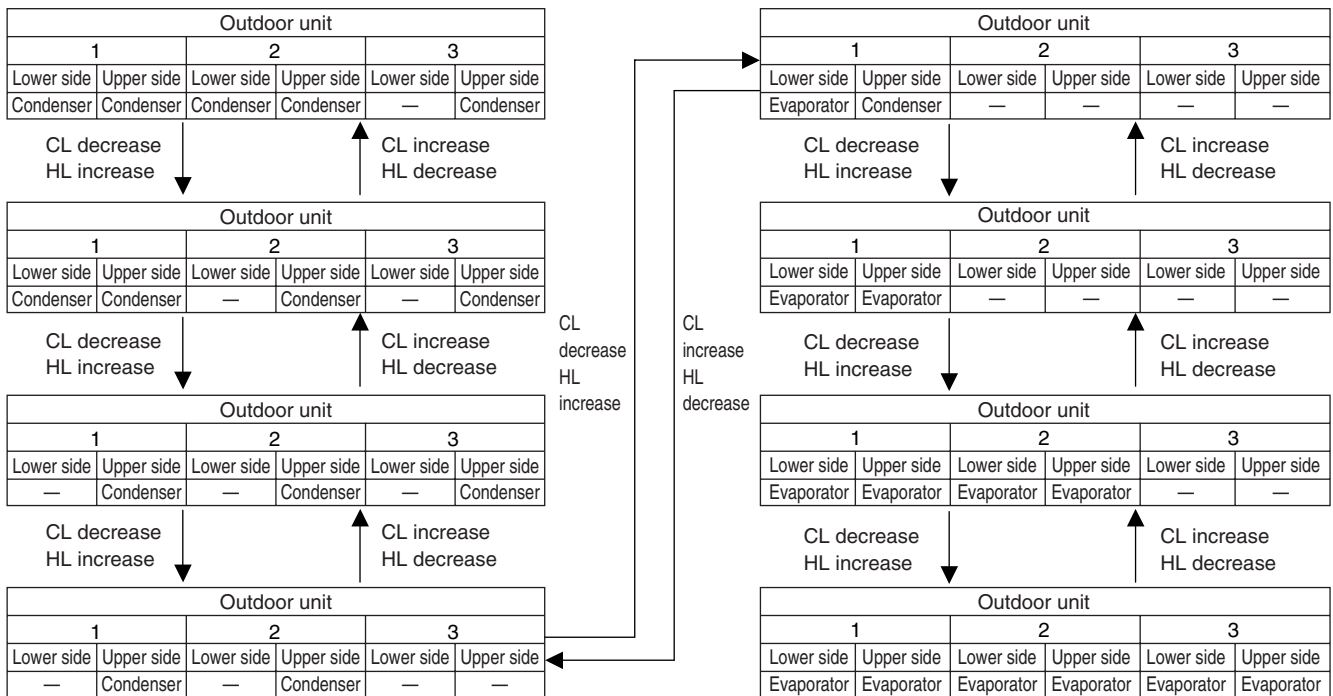 Outdoor unit
1 2 3
Lower side Upper side Lower side Upper side Lower side Upper side
Condenser Condenser Condenser Condenser — Condenser
CL decrease
HL increase
CL increase
HL decrease
Outdoor unit
1 2 3
Lower side Upper side Lower side Upper side Lower side Upper side
Condenser Condenser — Condenser — Condenser
CL decrease
HL increase
CL increase
HL decrease
Outdoor unit
1 2 3
Lower side Upper side Lower side Upper side Lower side Upper side
— Condenser — Condenser — Condenser
CL decrease
HL increase
CL increase
HL decrease
Outdoor unit
1 2 3
Lower side Upper side Lower side Upper side Lower side Upper side
— Condenser — Condenser — —
CL
decrease
HL
increase
CL
increase
HL
decrease
Outdoor unit
1 2 3
Lower side Upper side Lower side Upper side Lower side Upper side
Evaporator Condenser — — — —
CL decrease
HL increase
CL increase
HL decrease
Outdoor unit
1 2 3
Lower side Upper side Lower side Upper side Lower side Upper side
Evaporator Evaporator — — — —
CL decrease
HL increase
CL increase
HL decrease
Outdoor unit
1 2 3
Lower side Upper side Lower side Upper side Lower side Upper side
Evaporator Evaporator Evaporator Evaporator — —
CL decrease
HL increase
CL increase
HL decrease
Outdoor unit
1 2 3
Lower side Upper side Lower side Upper side Lower side Upper side
Evaporator Evaporator Evaporator Evaporator Evaporator Evaporator